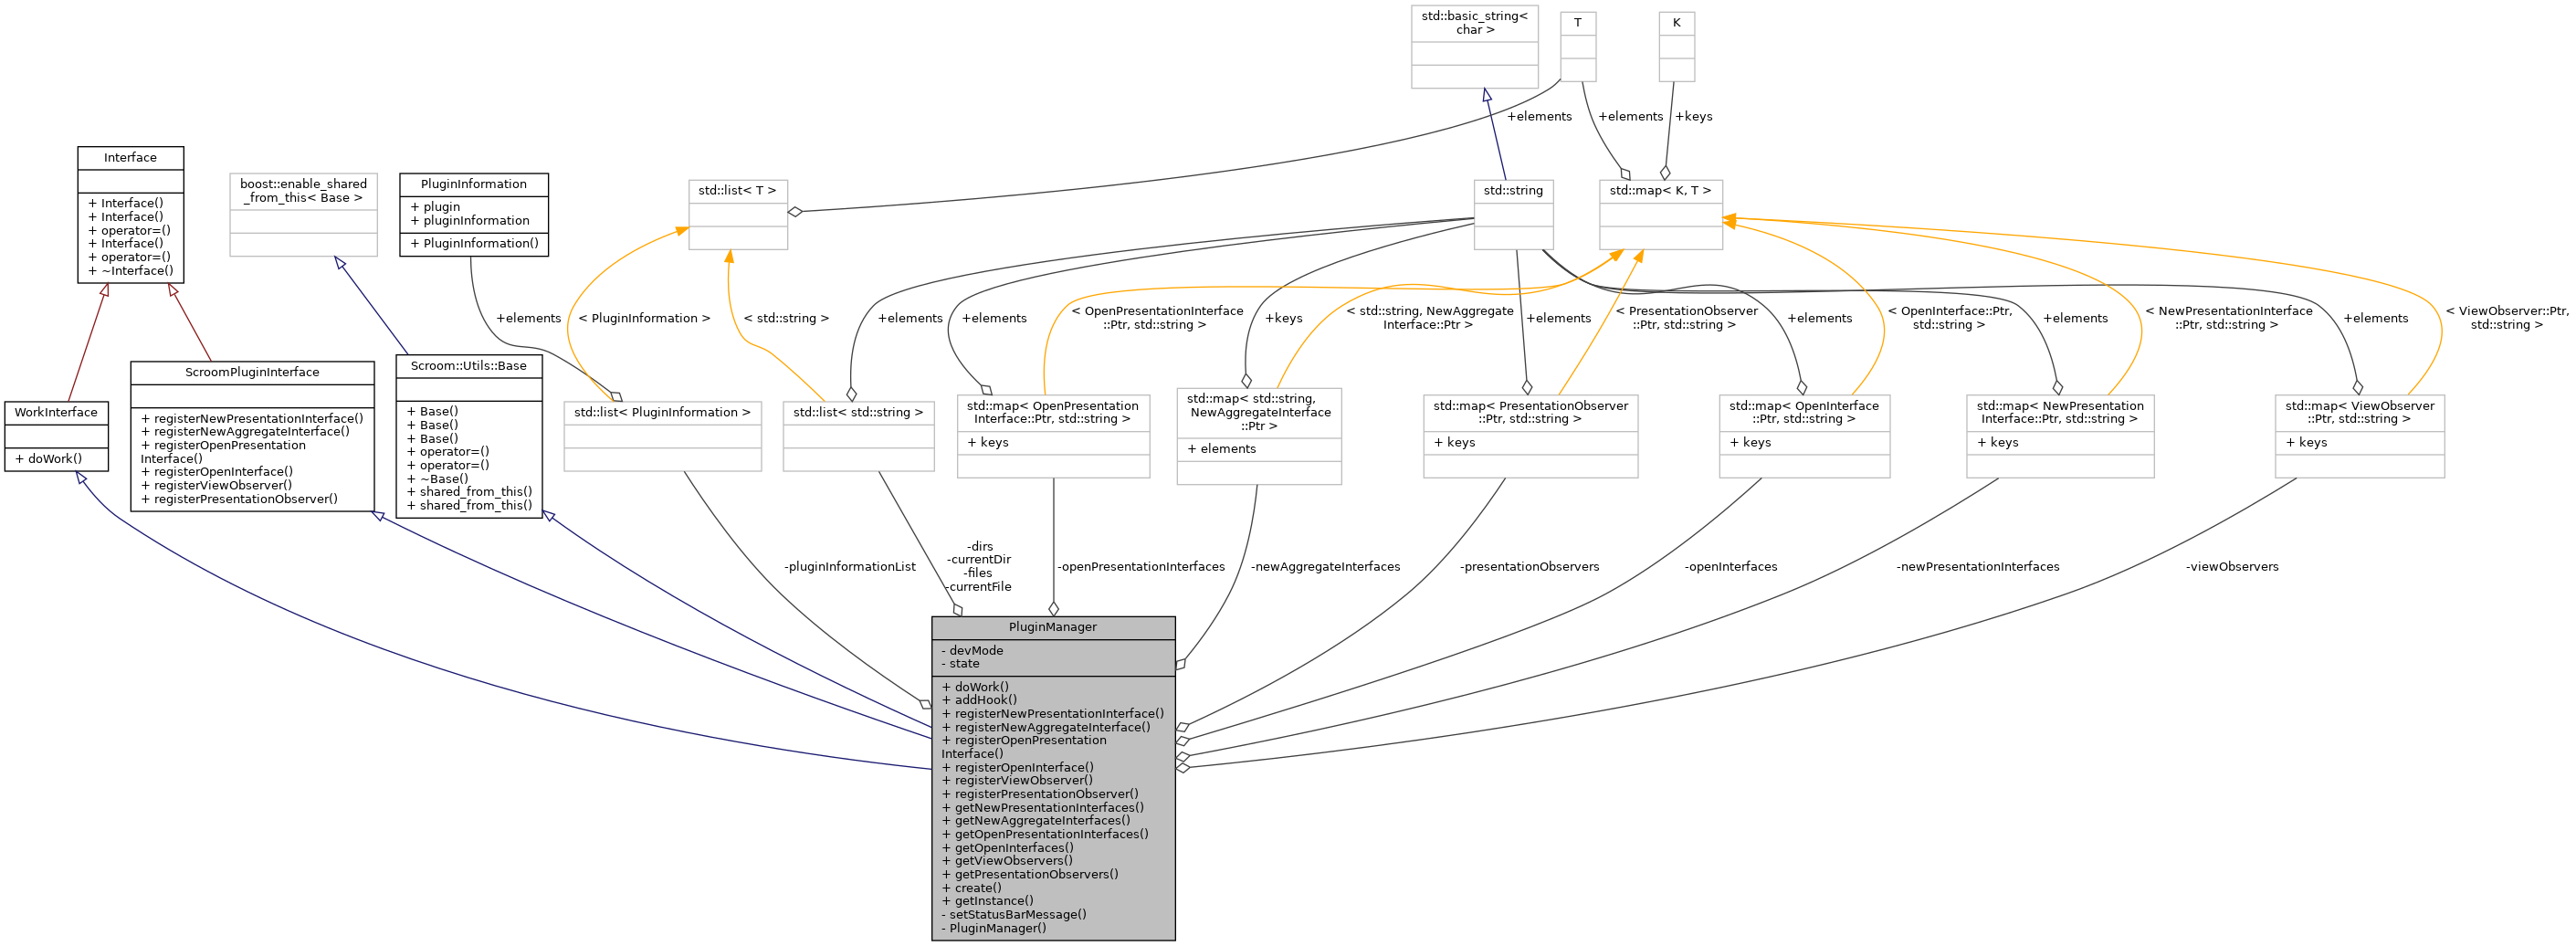 std::basic_string<
char >
T
K
+elements
+elements
+keys
Interface
+ Interface()
+ Interface()
+ operator=()
+ Interface()
+ operator=()
+ ~Interface()
boost::enable_shared
_from_this< Base >
PluginInformation
+ plugin
+ pluginInformation
+ PluginInformation()
std::list< T >
std::string
std::map< K, T >
+elements
< PluginInformation >
< std::string >
+elements
+elements
< OpenPresentationInterface
::Ptr, std::string >
+keys
< std::string, NewAggregate
Interface::Ptr >
+elements
< PresentationObserver
::Ptr, std::string >
+elements
< OpenInterface::Ptr,
std::string >
+elements
< NewPresentationInterface
::Ptr, std::string >
+elements
< ViewObserver::Ptr,
std::string >
WorkInterface
+ doWork()
ScroomPluginInterface
+ registerNewPresentationInterface()
+ registerNewAggregateInterface()
+ registerOpenPresentation
Interface()
+ registerOpenInterface()
+ registerViewObserver()
+ registerPresentationObserver()
Scroom::Utils::Base
+ Base()
+ Base()
+ Base()
+ operator=()
+ operator=()
+ ~Base()
+ shared_from_this()
+ shared_from_this()
std::list< PluginInformation >
std::list< std::string >
std::map< OpenPresentation
Interface::Ptr, std::string >
+ keys
std::map< std::string,
NewAggregateInterface
::Ptr >
+ elements
std::map< PresentationObserver
::Ptr, std::string >
+ keys
std::map< OpenInterface
::Ptr, std::string >
+ keys
std::map< NewPresentation
Interface::Ptr, std::string >
+ keys
std::map< ViewObserver
::Ptr, std::string >
+ keys
-pluginInformationList
-dirs
-currentDir
-files
-currentFile
-openPresentationInterfaces
-newAggregateInterfaces
-presentationObservers
-openInterfaces
-newPresentationInterfaces
-viewObservers
PluginManager
- devMode
- state
+ doWork()
+ addHook()
+ registerNewPresentationInterface()
+ registerNewAggregateInterface()
+ registerOpenPresentation
Interface()
+ registerOpenInterface()
+ registerViewObserver()
+ registerPresentationObserver()
+ getNewPresentationInterfaces()
+ getNewAggregateInterfaces()
+ getOpenPresentationInterfaces()
+ getOpenInterfaces()
+ getViewObservers()
+ getPresentationObservers()
+ create()
+ getInstance()
- setStatusBarMessage()
- PluginManager()